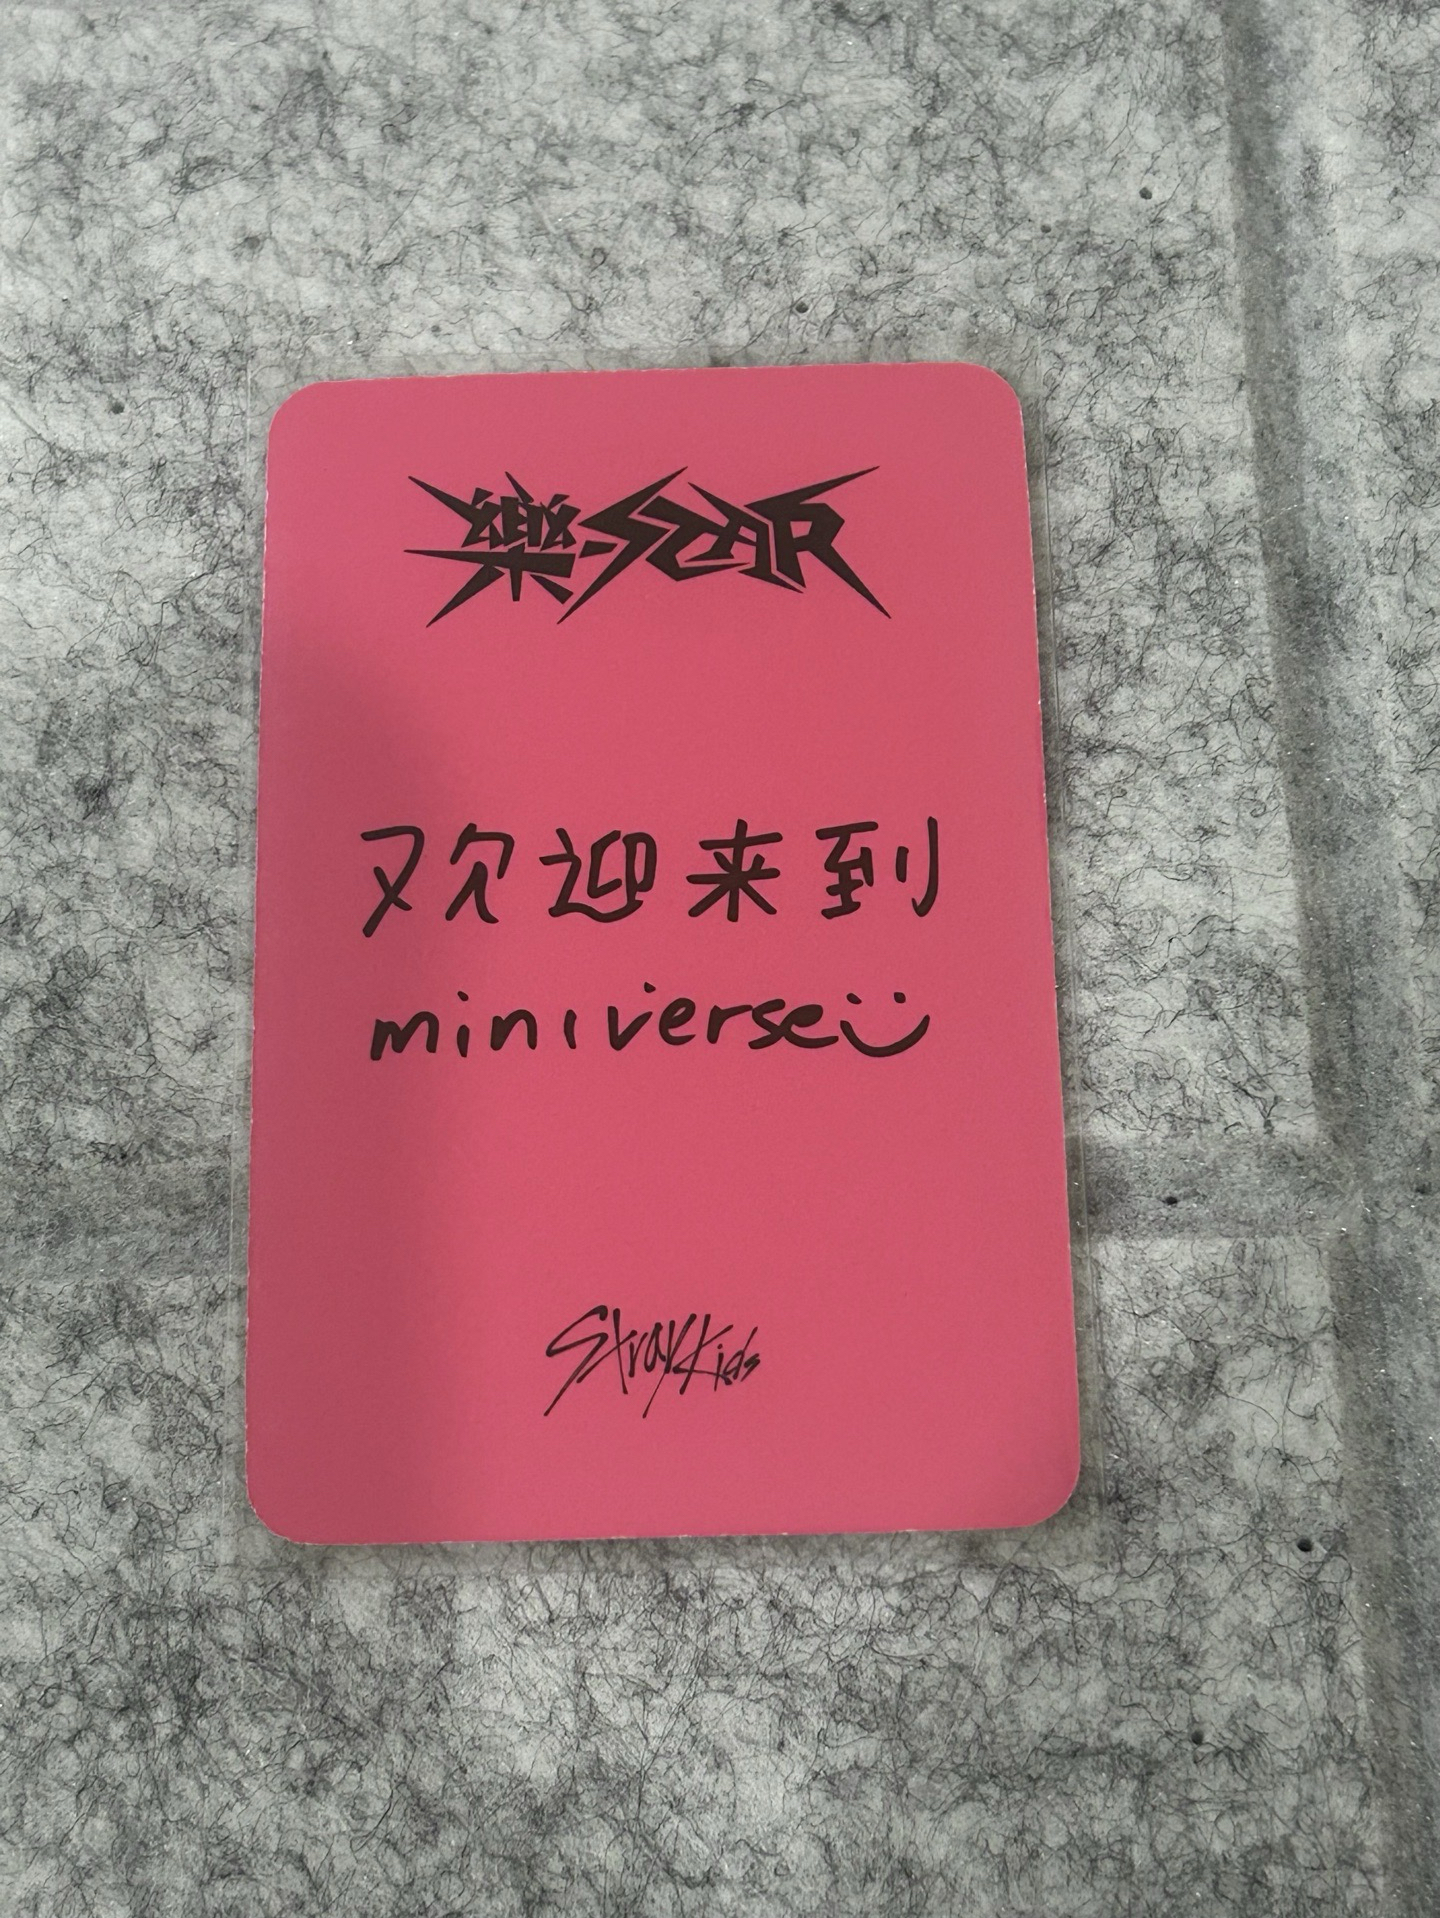 樂-STAR
欢迎来到
miniverse
Stray Kids